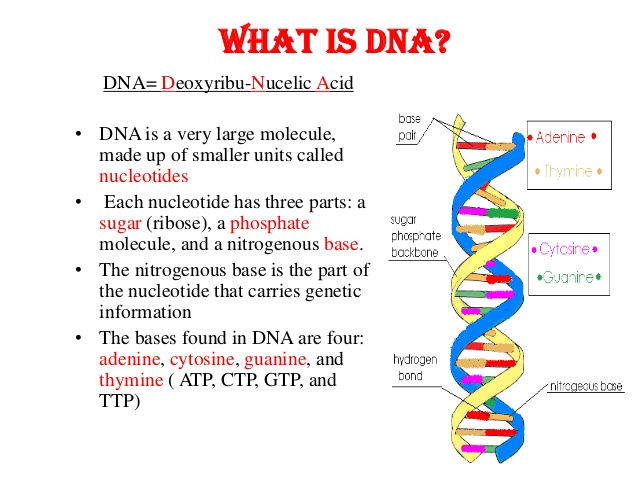 WHAT IS DNA?
DNA= Deoxyribu-Nucelic Acid
• DNA is a very large molecule,
made up of smaller units called
nucleotides
• Each nucleotide has three parts: a
sugar (ribose), a phosphate
molecule, and a nitrogenous base.
• The nitrogenous base is the part of
the nucleotide that carries genetic
information
• The bases found in DNA are four:
adenine, cytosine, guanine, and
thymine ( ATP, CTP, GTP, and
TTP)
base
pair
• Adenine •
• Thymine •
sugar
phosphate
backbone
• Cytosine •
• Guanine •
hydrogen
bond
nitrogeous base